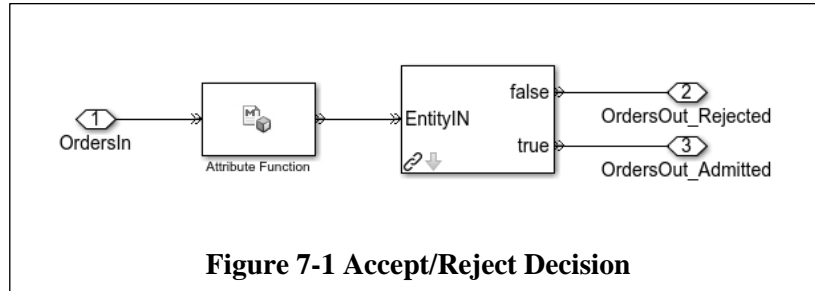 1
OrdersIn
M
Attribute Function
EntityIN
false
true
2
OrdersOut_Rejected
3
OrdersOut_Admitted
Figure 7-1 Accept/Reject Decision